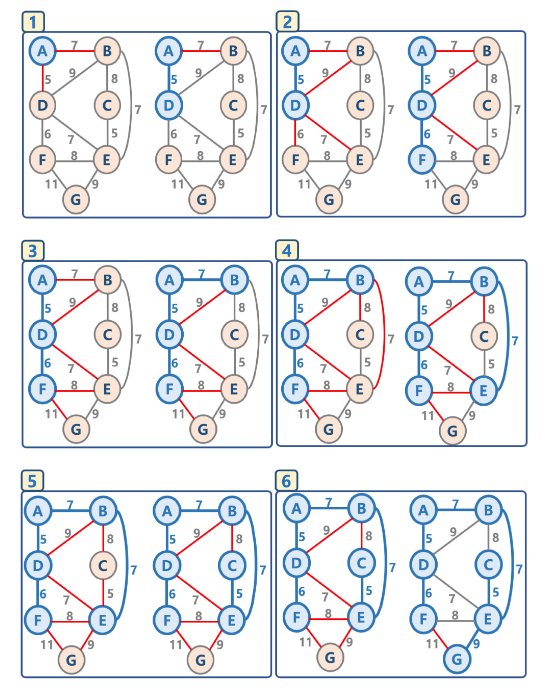 1
A 7 B A 7 B
5 9 8 5 9 8
D C 7 D C 7
6 7 5 6 7 5
F 8 E F 8 E
11 9 11 9
G G
2
A 7 B A 7 B
5 9 8 5 9 8
D C 7 D C 7
6 7 5 6 7 5
F 8 E F 8 E
11 9 11 9
G G
3
A 7 B A 7 B
5 9 8 5 9 8
D C 7 D C 7
6 7 5 6 7 5
F 8 E F 8 E
11 9 11 9
G G
4
A 7 B A 7 B
5 9 8 5 9 8
D C 7 D C 7
6 7 5 6 7 5
F 8 E F 8 E
11 9 11 9
G G
5
A 7 B A 7 B
5 9 8 5 9 8
D C 7 D C 7
6 7 5 6 7 5
F 8 E F 8 E
11 9 11 9
G G
6
A 7 B A 7 B
5 9 8 5 9 8
D C 7 D C 7
6 7 5 6 7 5
F 8 E F 8 E
11 9 11 9
G G